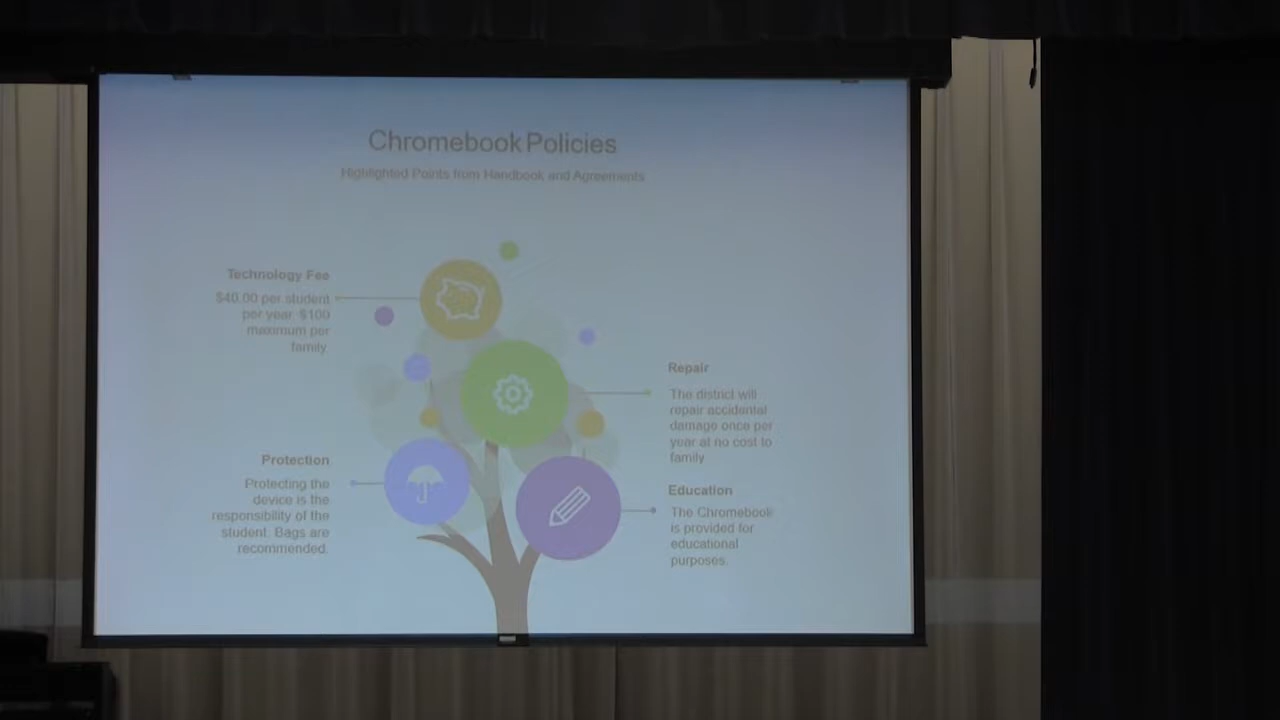 Chromebook Policies
Highlighted Points from Handbook and Agreements
Technology Fee
$40.00 per student
per year. $100
maximum per
family.
Repair
The district will
repair accidental
damage once per
year at no cost to
family
Protection
Protecting the
device is the
responsibility of the
student. Bags are
recommended.
Education
The Chromebook
is provided for
educational
purposes.